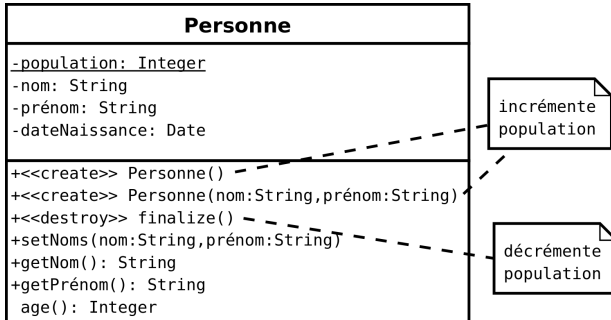 Personne
-population: Integer
-nom: String
-prénom: String
-dateNaissance: Date
+<<create>> Personne()
+<<create>> Personne(nom:String,prénom:String)
+<<destroy>> finalize()
+setNoms(nom:String,prénom:String)
+getNom(): String
+getPrénom(): String
age(): Integer
incrémente
population
décrémente
population